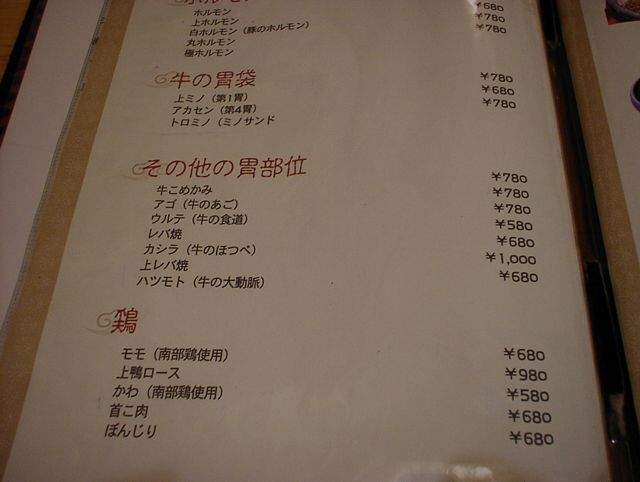 ホルモン
ホルモン ¥680
上ホルモン ¥780
白ホルモン（豚のホルモン） ¥780
丸ホルモン
極ホルモン
牛の胃袋
上ミノ（第1胃） ¥780
アカセン（第4胃） ¥680
トロミノ（ミノサンド ¥780
その他の胃部位
牛こめかみ ¥780
アゴ（牛のあご） ¥780
ウルテ（牛の食道） ¥780
レバ焼 ¥580
カシラ（牛のほつぺ） ¥680
上レバ焼 ¥1,000
ハツモト（牛の大動脈） ¥680
鶏
モモ（南部鶏使用） ¥680
上鴨ロース ¥980
かわ（南部鶏使用） ¥580
首こ肉 ¥680
ぼんじり ¥680